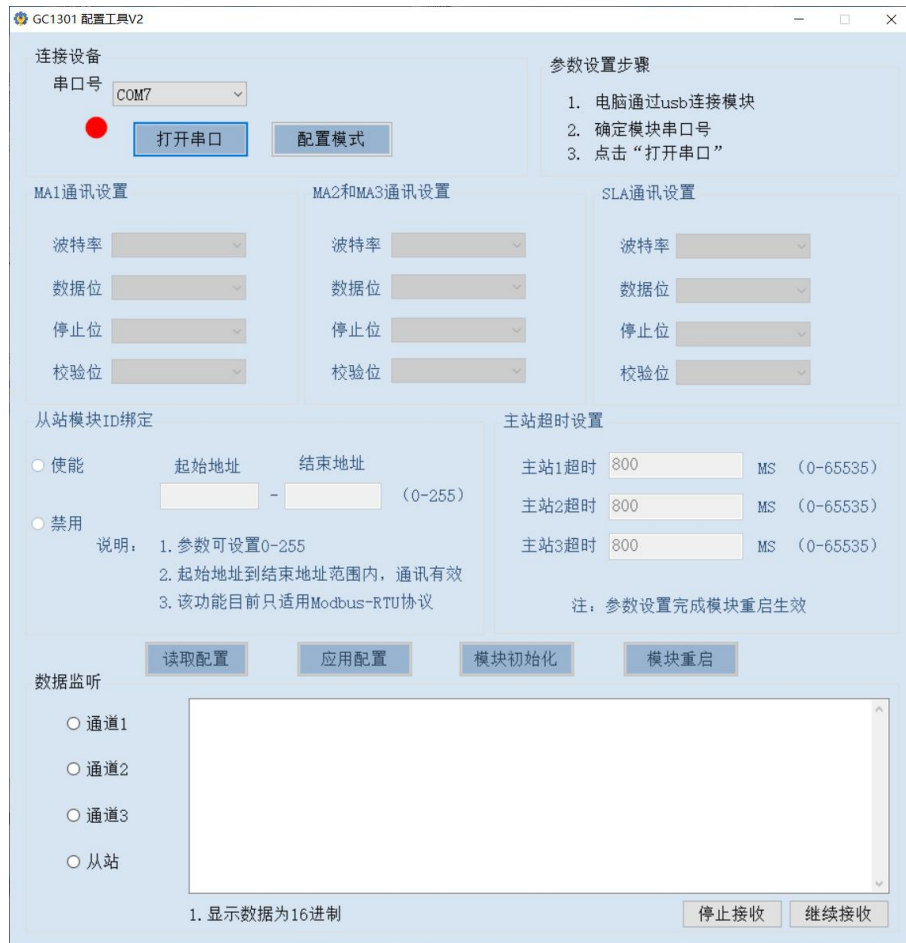 GC1301 配置工具V2
连接设备
串口号 COM7
打开串口 配置模式
参数设置步骤
1. 电脑通过usb连接模块
2. 确定模块串口号
3. 点击“打开串口”
MA1通讯设置
波特率
数据位
停止位
校验位
MA2和MA3通讯设置
波特率
数据位
停止位
校验位
SLA通讯设置
波特率
数据位
停止位
校验位
从站模块ID绑定
使能
起始地址 结束地址
- (0-255)
禁用
说明: 1.参数可设置0-255
2.起始地址到结束地址范围内，通讯有效
3.该功能目前只适用Modbus-RTU协议
主站超时设置
主站1超时 800 MS (0-65535)
主站2超时 800 MS (0-65535)
主站3超时 800 MS (0-65535)
注: 参数设置完成模块重启生效
读取配置 应用配置 模块初始化 模块重启
数据监听
通道1
通道2
通道3
从站
1.显示数据为16进制
停止接收 继续接收